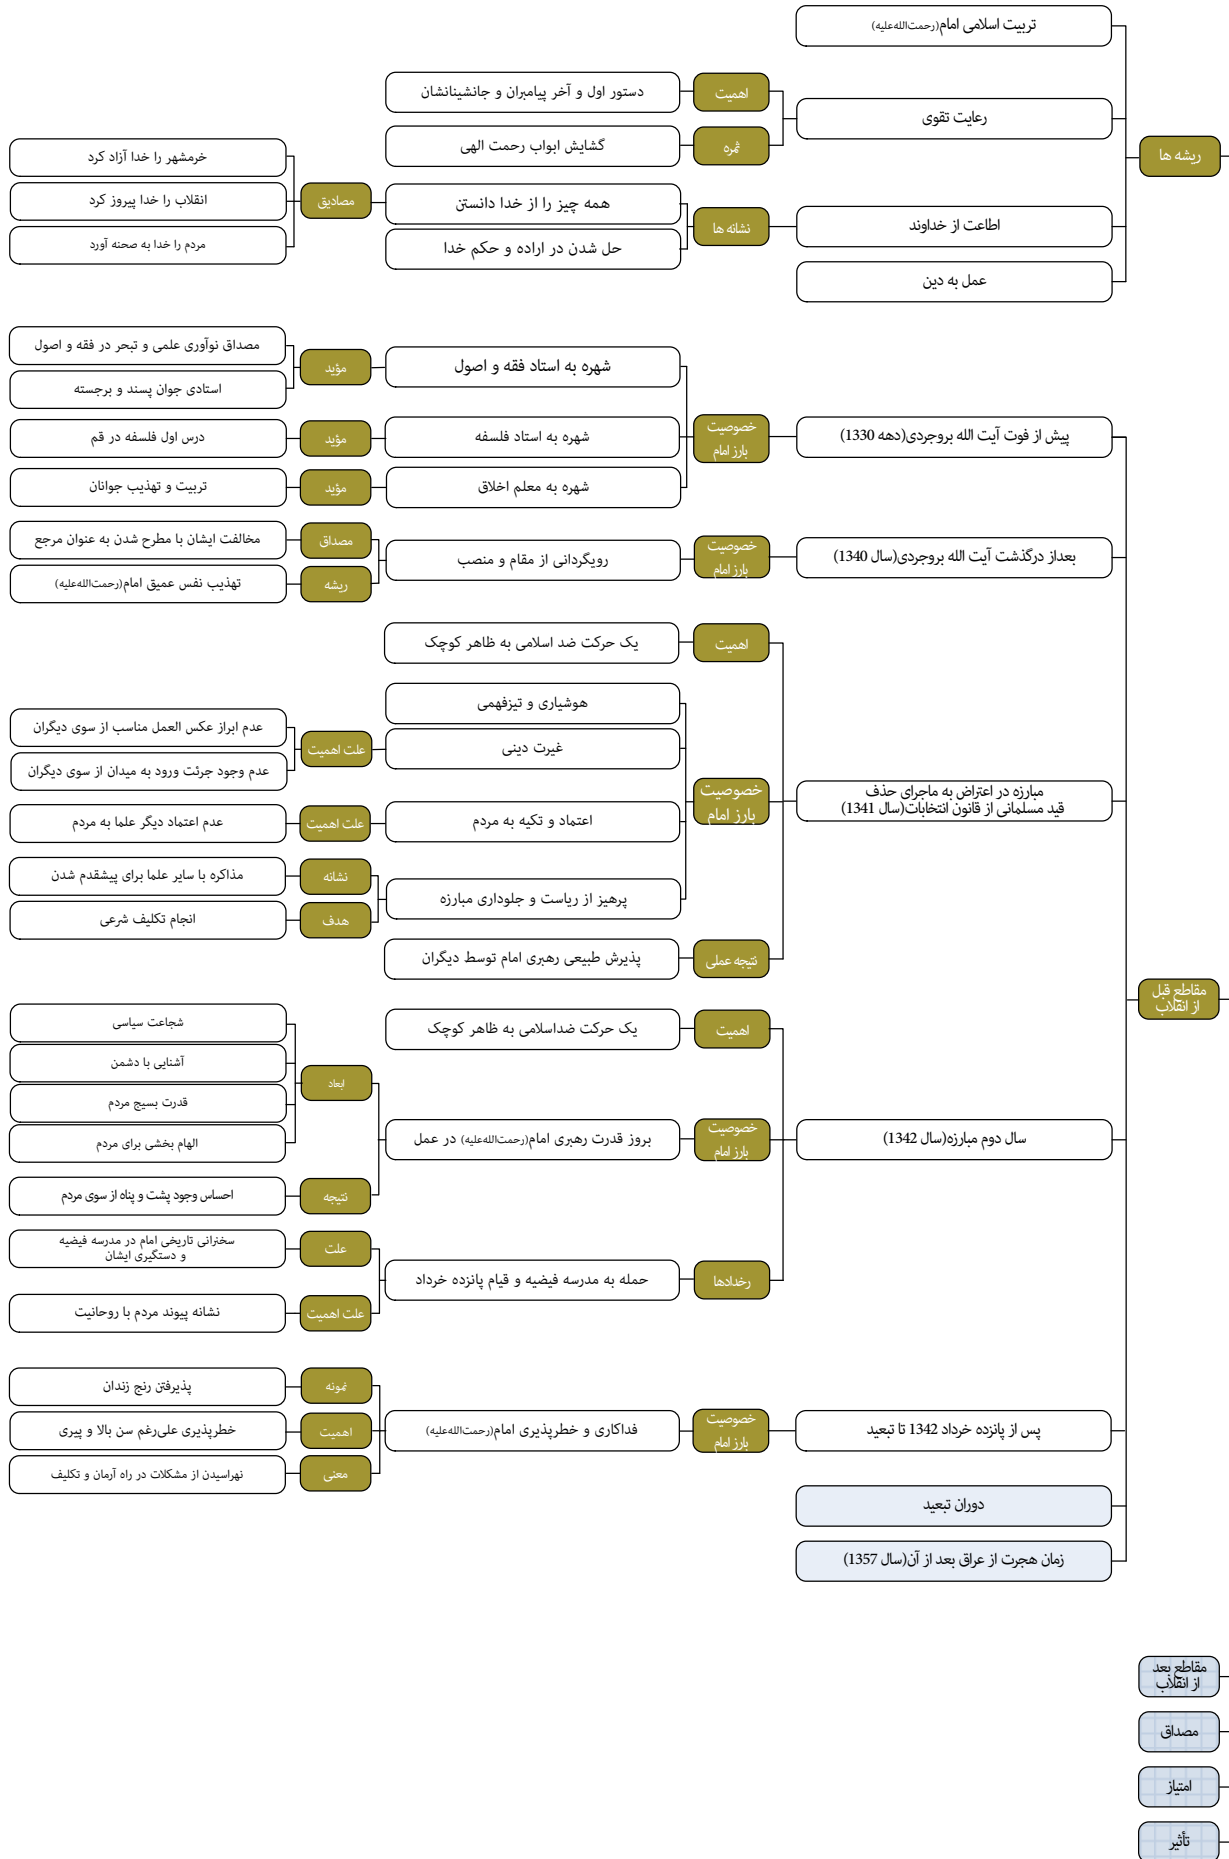 ریشه ها
تربیت اسلامی امام(رحمت‌الله‌علیه)
رعایت تقوی
اهمیت
دستور اول و آخر پیامبران و جانشینانشان
ثمره
گشایش ابواب رحمت الهی
اطاعت از خداوند
نشانه ها
همه چیز را از خدا دانستن
مصادیق
خرمشهر را خدا آزاد کرد
انقلاب را خدا پیروز کرد
مردم را خدا به صحنه آورد
حل شدن در اراده و حکم خدا
عمل به دین
مقاطع قبل
از انقلاب
پیش از فوت آیت الله بروجردی(دهه 1330)
خصوصیت
بارز امام
شهره به استاد فقه و اصول
مؤید
مصداق نوآوری علمی و تبحر در فقه و اصول
استادی جوان پسند و برجسته
شهره به استاد فلسفه
مؤید
درس اول فلسفه در قم
شهره به معلم اخلاق
مؤید
تربیت و تهذیب جوانان
بعداز درگذشت آیت الله بروجردی(سال 1340)
خصوصیت
بارز امام
رویگردانی از مقام و منصب
مصداق
مخالفت ایشان با مطرح شدن به عنوان مرجع
ریشه
تهذیب نفس عمیق امام(رحمت‌الله‌علیه)
مبارزه در اعتراض به ماجرای حذف
قید مسلمانی از قانون انتخابات(سال 1341)
اهمیت
یک حرکت ضد اسلامی به ظاهر کوچک
خصوصیت
بارز امام
هوشیاری و تیزفهمی
غیرت دینی
علت اهمیت
عدم ابراز عکس العمل مناسب از سوی دیگران
عدم وجود جرئت ورود به میدان از سوی دیگران
اعتماد و تکیه به مردم
علت اهمیت
عدم اعتماد دیگر علما به مردم
پرهیز از ریاست و جلوداری مبارزه
نشانه
مذاکره با سایر علما برای پیشقدم شدن
هدف
انجام تکلیف شرعی
نتیجه عملی
پذیرش طبیعی رهبری امام توسط دیگران
سال دوم مبارزه(سال 1342)
اهمیت
یک حرکت ضداسلامی به ظاهر کوچک
خصوصیت
بارز امام
بروز قدرت رهبری امام(رحمت‌الله‌علیه) در عمل
ابعاد
شجاعت سیاسی
آشنایی با دشمن
قدرت بسیج مردم
الهام بخشی برای مردم
نتیجه
احساس وجود پشت و پناه از سوی مردم
رخدادها
حمله به مدرسه فیضیه و قیام پانزده خرداد
علت
سخنرانی تاریخی امام در مدرسه فیضیه
و دستگیری ایشان
علت اهمیت
نشانه پیوند مردم با روحانیت
پس از پانزده خرداد 1342 تا تبعید
خصوصیت
بارز امام
فداکاری و خطرپذیری امام(رحمت‌الله‌علیه)
نمونه
پذیرفتن رنج زندان
اهمیت
خطرپذیری علی‌رغم سن بالا و پیری
معنی
نهراسیدن از مشکلات در راه آرمان و تکلیف
دوران تبعید
زمان هجرت از عراق بعد از آن(سال 1357)
مقاطع بعد
از انقلاب
مصداق
امتیاز
تأثیر